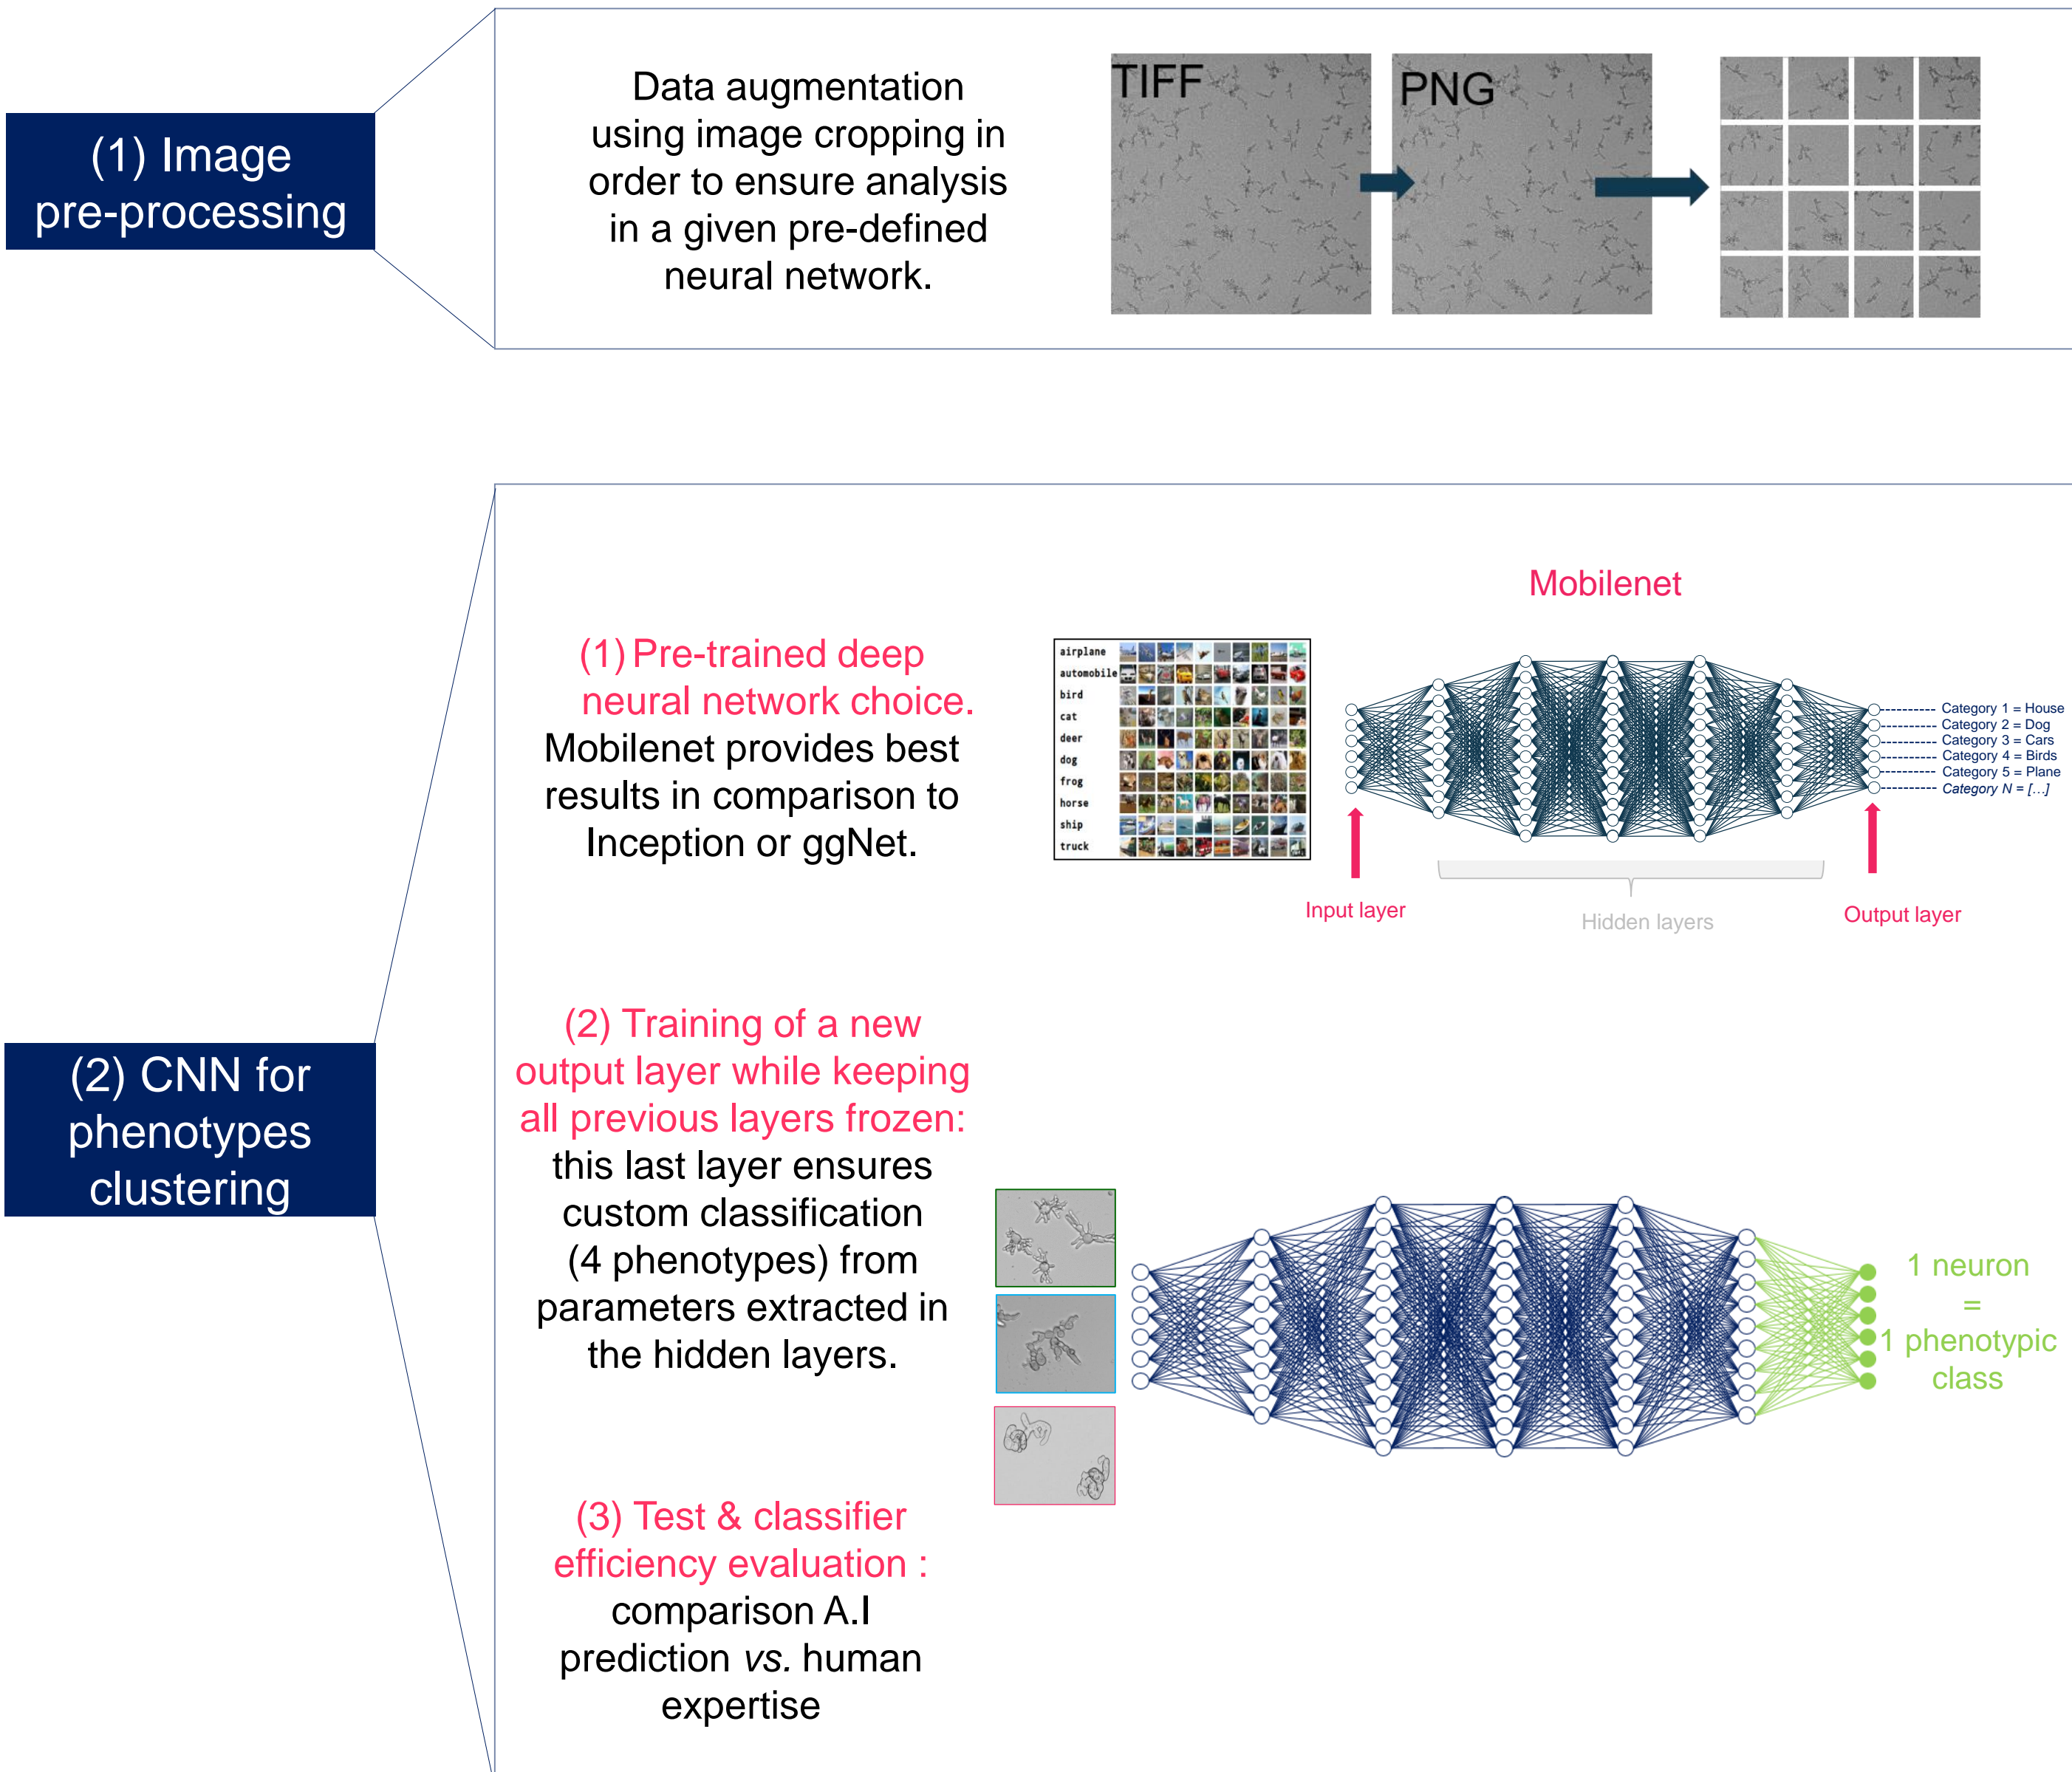 (1) Image
pre-processing
Data augmentation
using image cropping in
order to ensure analysis
in a given pre-defined
neural network.
TIFF
PNG
(2) CNN for
phenotypes
clustering
(1) Pre-trained deep
neural network choice.
Mobilenet provides best
results in comparison to
Inception or ggNet.
airplane
automobile
bird
cat
deer
dog
frog
horse
ship
truck
Mobilenet
Category 1 = House
Category 2 = Dog
Category 3 = Cars
Category 4 = Birds
Category 5 = Plane
Category N = [...]
Input layer
Hidden layers
Output layer
(2) Training of a new
output layer while keeping
all previous layers frozen:
this last layer ensures
custom classification
(4 phenotypes) from
parameters extracted in
the hidden layers.
1 neuron
=
1 phenotypic
class
(3) Test & classifier
efficiency evaluation :
comparison A.I
prediction vs. human
expertise